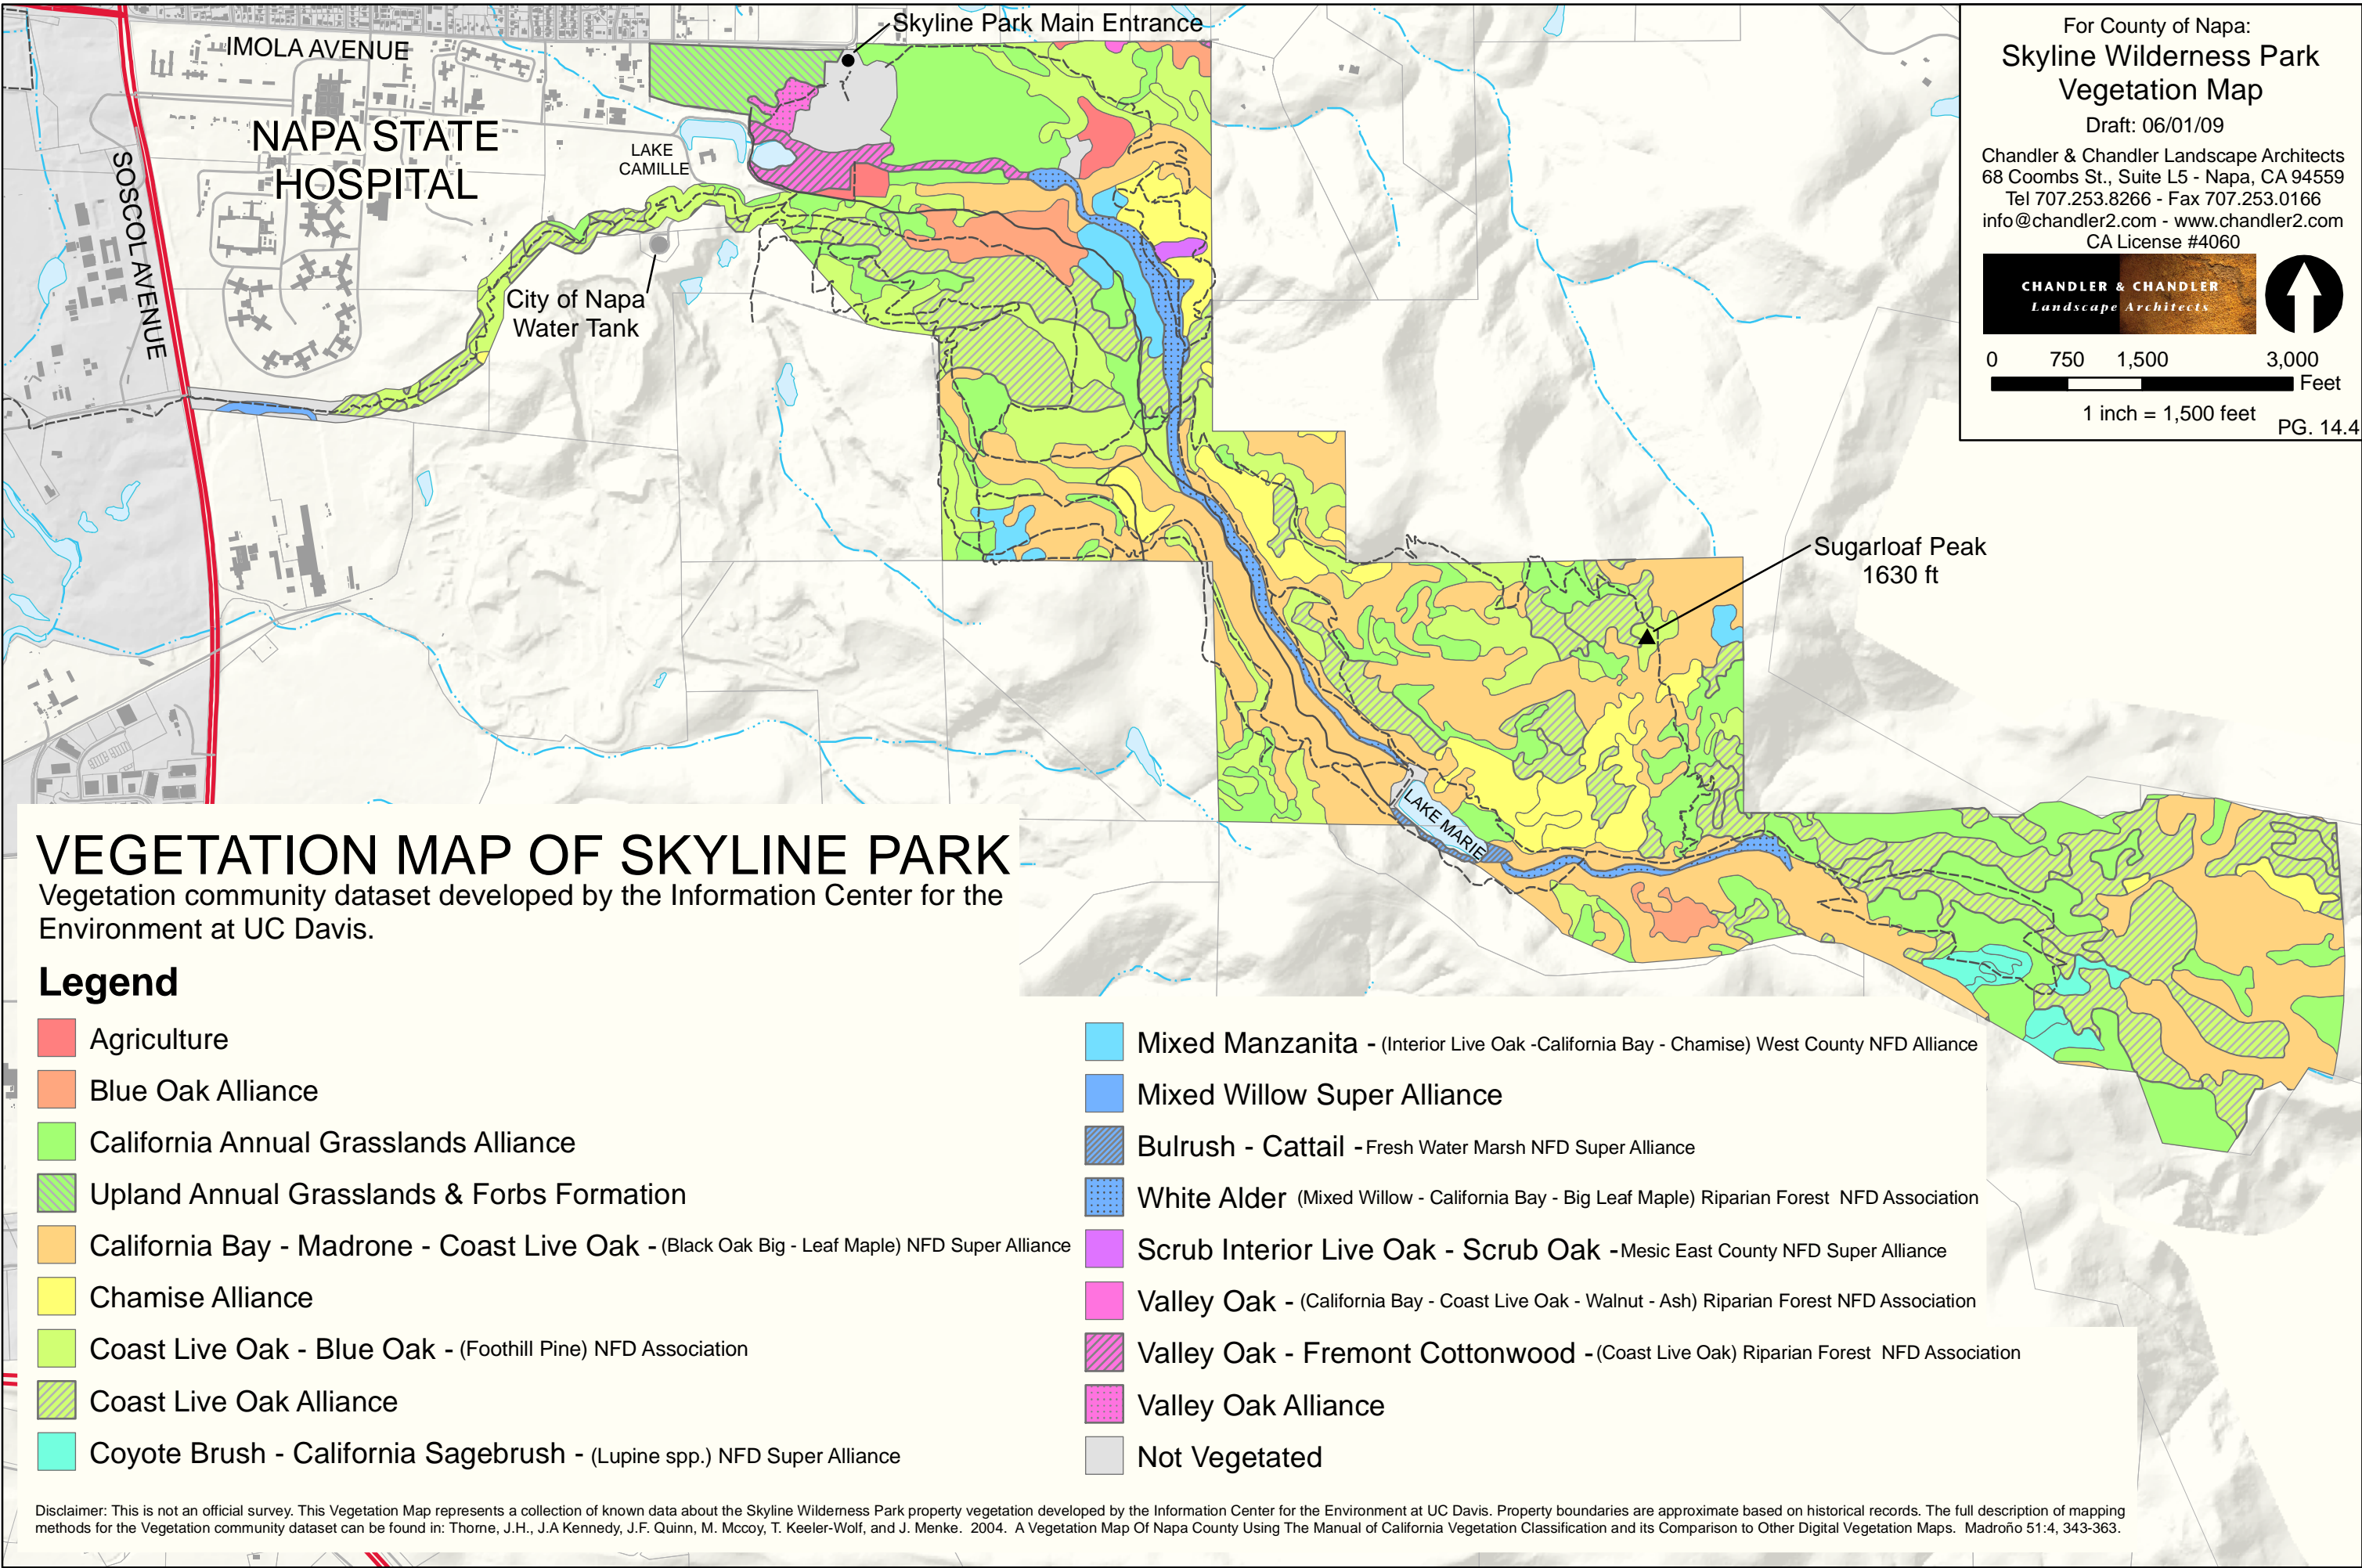 Skyline Park Main Entrance
IMOLA AVENUE
NAPA STATE
HOSPITAL
SOSCOL AVENUE
LAKE
CAMILLE
City of Napa
Water Tank
Sugarloaf Peak
1630 ft
LAKE MARIE
For County of Napa:
Skyline Wilderness Park
Vegetation Map
Draft: 06/01/09
Chandler & Chandler Landscape Architects
68 Coombs St., Suite L5 - Napa, CA 94559
Tel 707.253.8266 - Fax 707.253.0166
info@chandler2.com - www.chandler2.com
CA License #4060
CHANDLER & CHANDLER
Landscape Architects
0 750 1,500 3,000
Feet
1 inch = 1,500 feet
PG. 14.4
VEGETATION MAP OF SKYLINE PARK
Vegetation community dataset developed by the Information Center for the
Environment at UC Davis.
Legend
Agriculture
Blue Oak Alliance
California Annual Grasslands Alliance
Upland Annual Grasslands & Forbs Formation
California Bay - Madrone - Coast Live Oak - (Black Oak Big - Leaf Maple) NFD Super Alliance
Chamise Alliance
Coast Live Oak - Blue Oak - (Foothill Pine) NFD Association
Coast Live Oak Alliance
Coyote Brush - California Sagebrush - (Lupine spp.) NFD Super Alliance
Mixed Manzanita - (Interior Live Oak -California Bay - Chamise) West County NFD Alliance
Mixed Willow Super Alliance
Bulrush - Cattail - Fresh Water Marsh NFD Super Alliance
White Alder (Mixed Willow - California Bay - Big Leaf Maple) Riparian Forest NFD Association
Scrub Interior Live Oak - Scrub Oak - Mesic East County NFD Super Alliance
Valley Oak - (California Bay - Coast Live Oak - Walnut - Ash) Riparian Forest NFD Association
Valley Oak - Fremont Cottonwood - (Coast Live Oak) Riparian Forest NFD Association
Valley Oak Alliance
Not Vegetated
Disclaimer: This is not an official survey. This Vegetation Map represents a collection of known data about the Skyline Wilderness Park property vegetation developed by the Information Center for the Environment at UC Davis. Property boundaries are approximate based on historical records. The full description of mapping
methods for the Vegetation community dataset can be found in: Thorne, J.H., J.A Kennedy, J.F. Quinn, M. Mccoy, T. Keeler-Wolf, and J. Menke. 2004. A Vegetation Map Of Napa County Using The Manual of California Vegetation Classification and its Comparison to Other Digital Vegetation Maps. Madroño 51:4, 343-363.